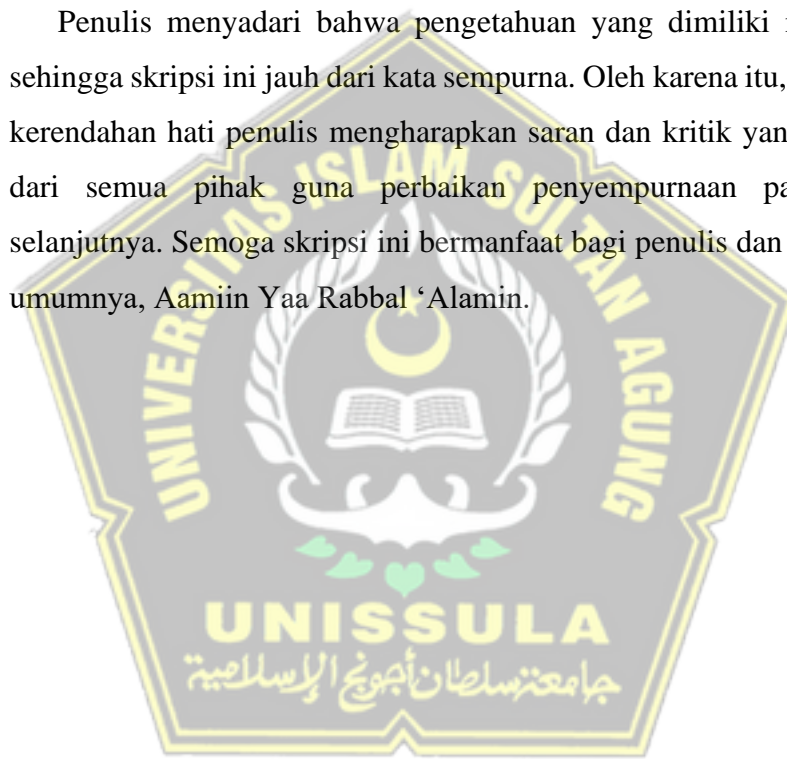 Penulis menyadari bahwa pengetahuan yang dimiliki
sehingga skripsi ini jauh dari kata sempurna. Oleh karena itu,
kerendahan hati penulis mengharapkan saran dan kritik yan
dari semua pihak guna perbaikan penyempurnaan pa
selanjutnya. Semoga skripsi ini bermanfaat bagi penulis dan
umumnya, Aamiin Yaa Rabbal ‘Alamin.
UNIVERSITAS ISLAM SULTAN AGUNG
UNISSULA
جامعة سلطان أجونج الإسلامية